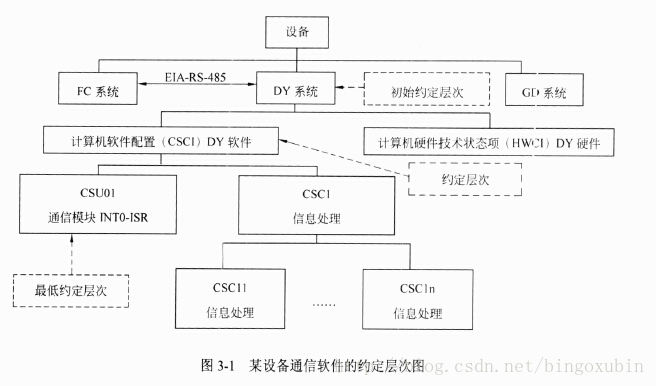 设备
EIA-RS-485
FC 系统
DY 系统
初始约定层次
GD 系统
计算机软件配置（CSCI）DY 软件
计算机硬件技术状态项（HWCI）DY 硬件
约定层次
CSU01
通信模块 INT0-ISR
CSC1
信息处理
最低约定层次
CSC11
信息处理
……
CSC1n
信息处理
图 3-1 某设备通信软件的约定层次图
blog.csdn.net/bingoxubin